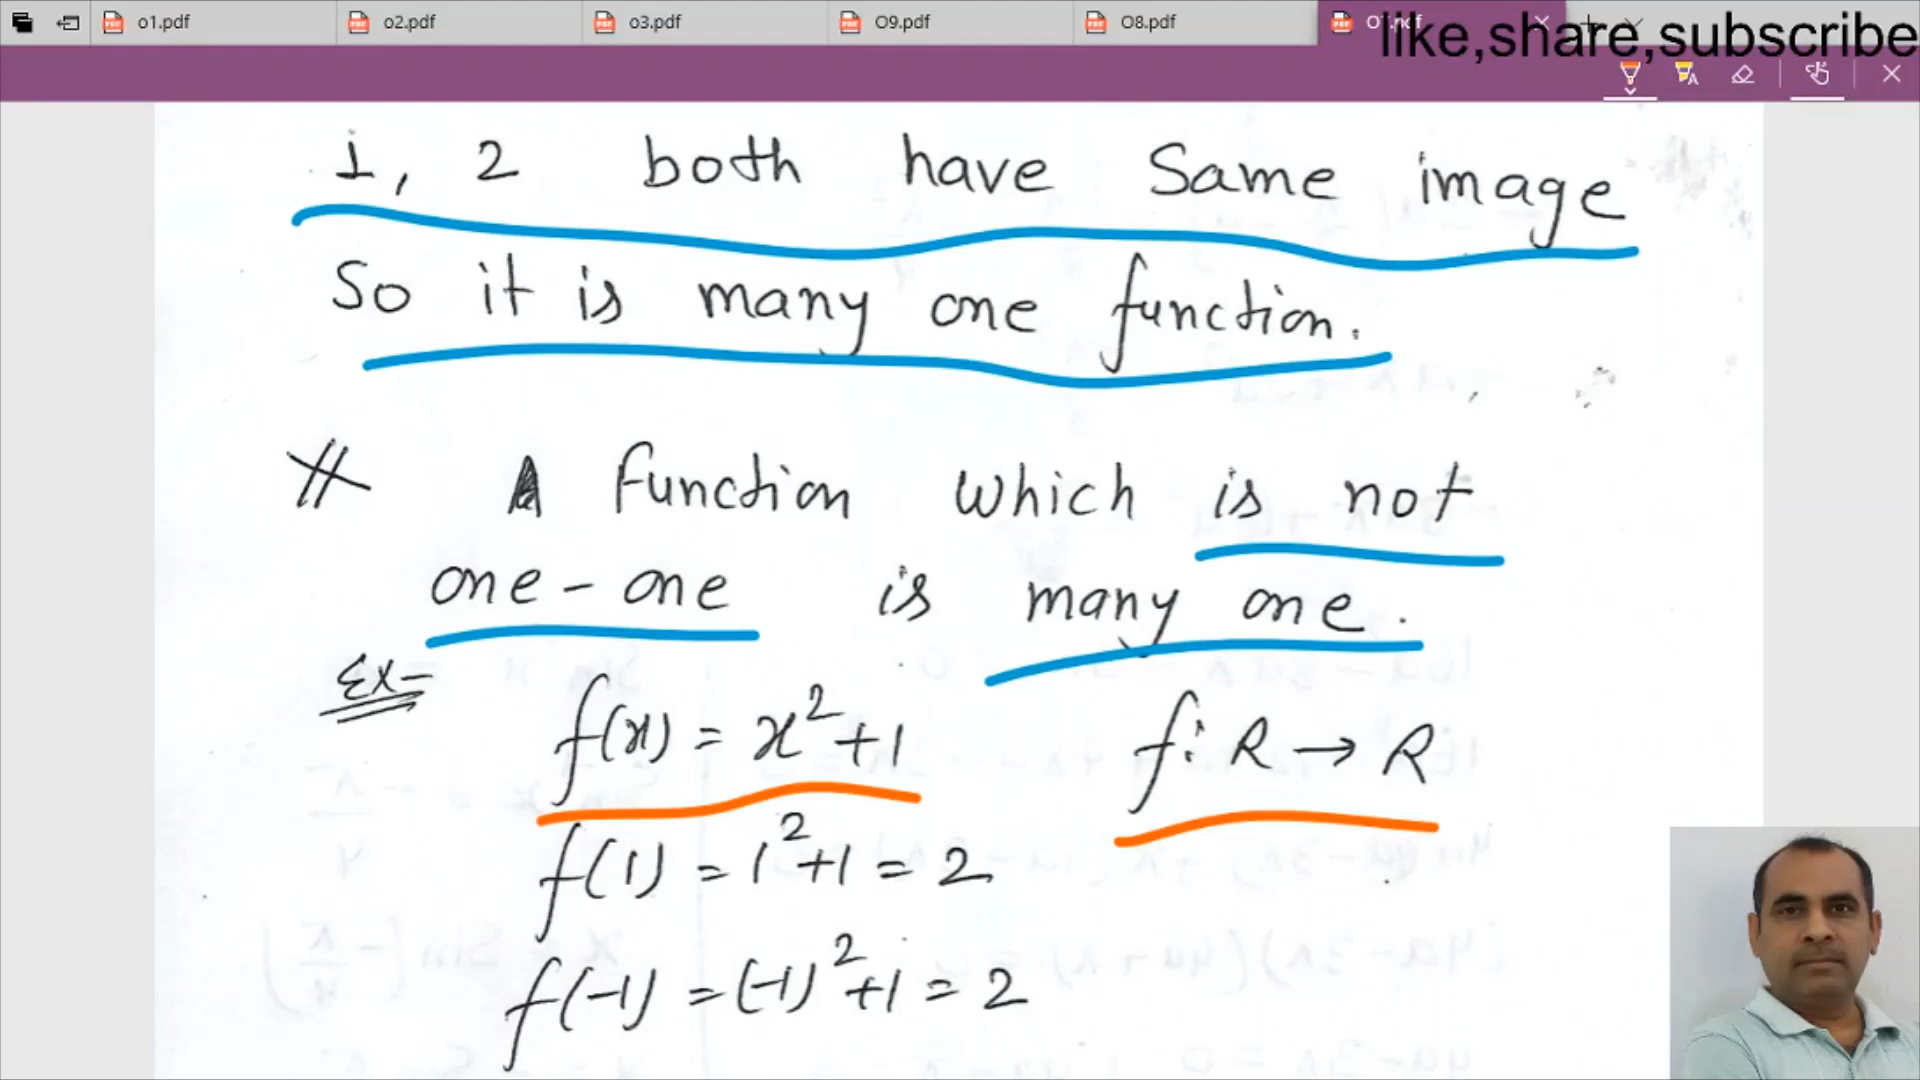 o1.pdf o2.pdf o3.pdf O9.pdf O8.pdf
like,share,subscribe
1, 2 both have Same image
So it is many one function.
A function which is not
one-one is many one.
Ex-
f(x) = x²+1 f: R → R
f(1) = 1²+1 = 2
f(-1) = (-1)²+1 = 2